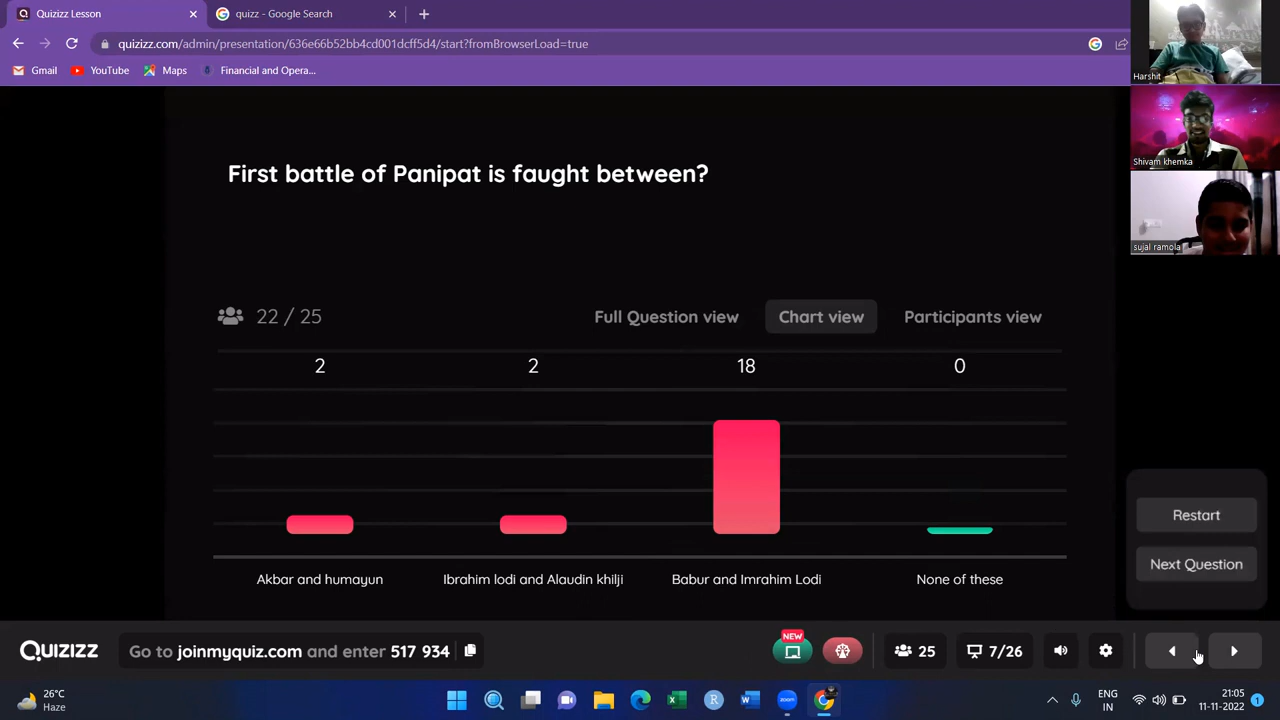 Quizizz Lesson
quizz - Google Search
quizizz.com/admin/presentation/636e66b52bb4cd001dcff5d4/start?fromBrowserLoad=true
Gmail
YouTube
Maps
Financial and Opera...
Harshit
Shivam khemka
sujal ramola
First battle of Panipat is faught between?
22 / 25
Full Question view
Chart view
Participants view
2
2
18
0
Akbar and humayun
Ibrahim lodi and Alaudin khilji
Babur and Imrahim Lodi
None of these
Restart
Next Question
QUIZIZZ
Go to joinmyquiz.com and enter 517 934
NEW
25
7/26
26°C
Haze
ENG
IN
21:05
11-11-2022
1